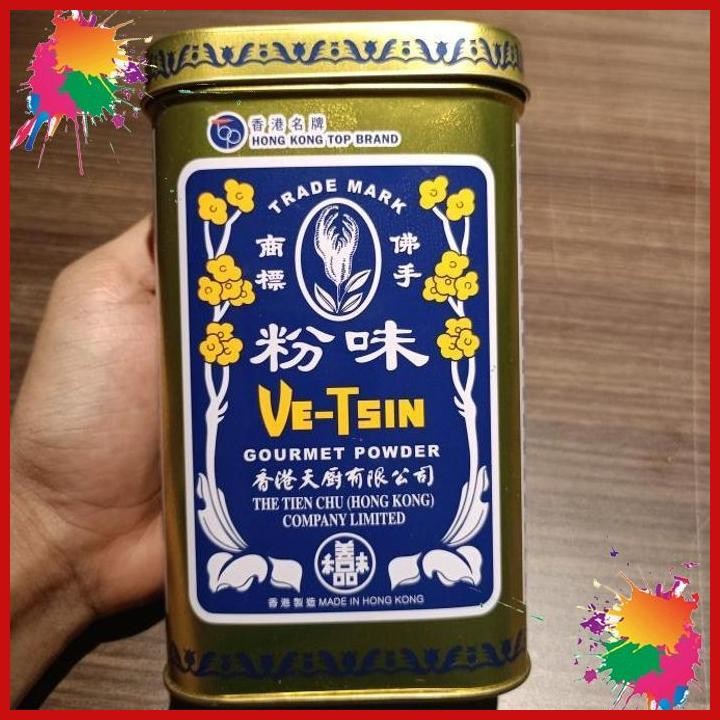 香港名牌
HONG KONG TOP BRAND
TRADE MARK
商標
佛手
粉味
VE-TSIN
GOURMET POWDER
香港天厨有限公司
THE TIEN CHU (HONG KONG)
COMPANY LIMITED
香港製造 MADE IN HONG KONG